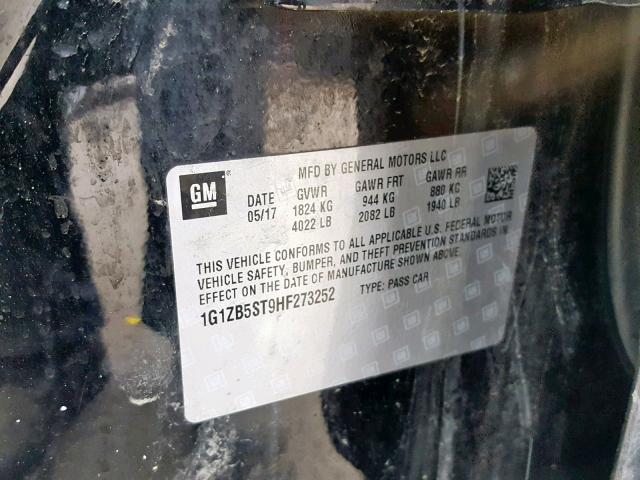 GM
MFD BY GENERAL MOTORS LLC
DATE GVWR GAWR FRT GAWR RR
05/17 1824 KG 944 KG 880 KG
4022 LB 2082 LB 1940 LB
THIS VEHICLE CONFORMS TO ALL APPLICABLE U.S. FEDERAL MOTOR
VEHICLE SAFETY, BUMPER, AND THEFT PREVENTION STANDARDS IN
EFFECT ON THE DATE OF MANUFACTURE SHOWN ABOVE.
1G1ZB5ST9HF273252 TYPE: PASS CAR